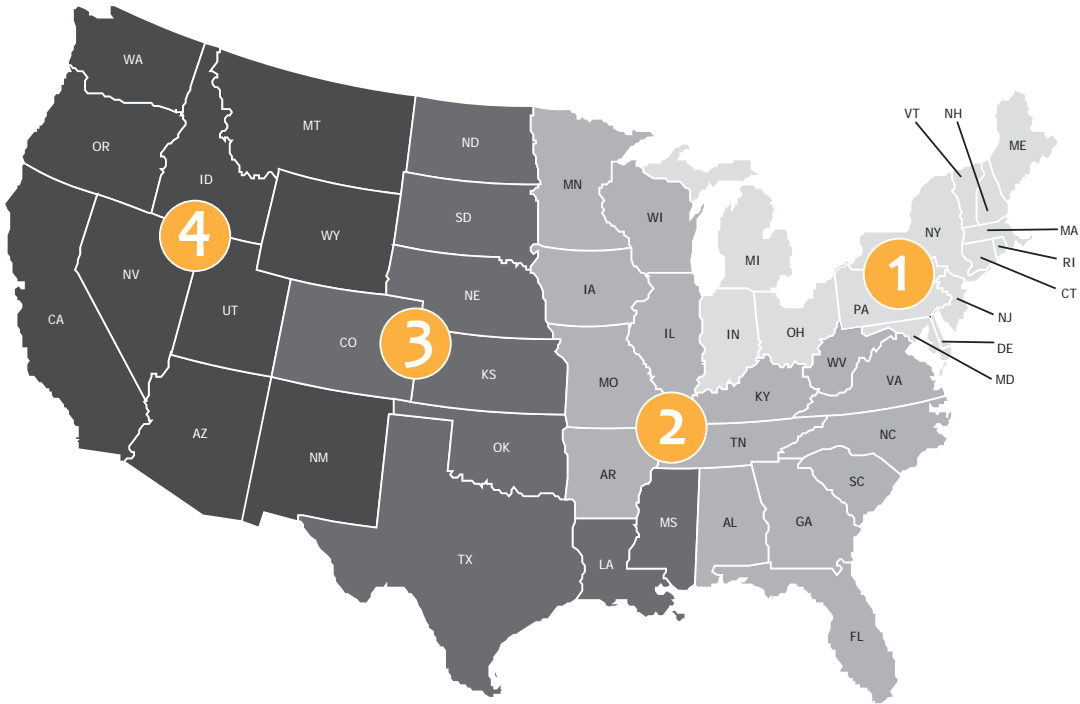 WA
MT
ND
VT
NH
ME
OR
ID
MN
SD
WI
WY
4
NY
MA
MI
RI
NV
1
CT
NE
IA
UT
PA
NJ
CA
CO
3
IL
IN
OH
DE
KS
WV
MD
MO
KY
VA
2
AZ
NC
TN
OK
NM
AR
SC
MS
AL
GA
TX
LA
FL